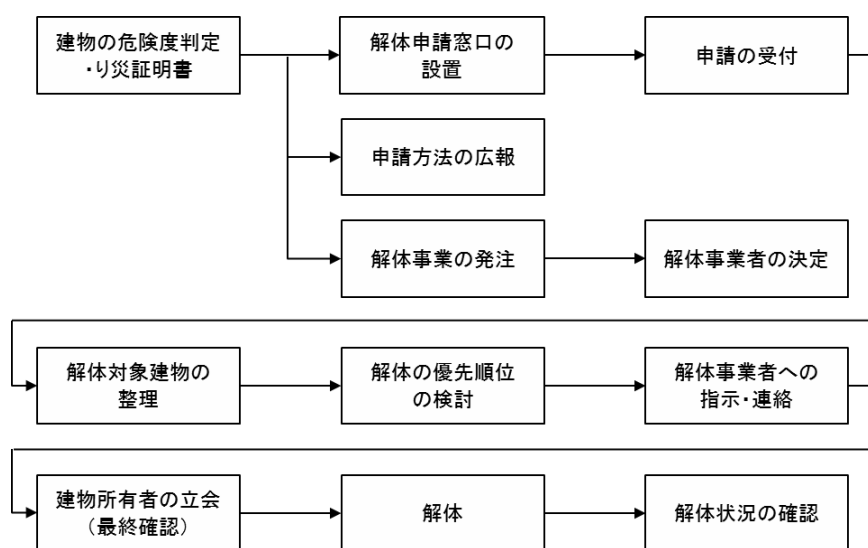 建物の危険度判定
・り災証明書
解体申請窓口の
設置
申請の受付
申請方法の広報
解体事業の発注
解体事業者の決定
解体対象建物の
整理
解体の優先順位
の検討
解体事業者への
指示・連絡
建物所有者の立会
（最終確認）
解体
解体状況の確認